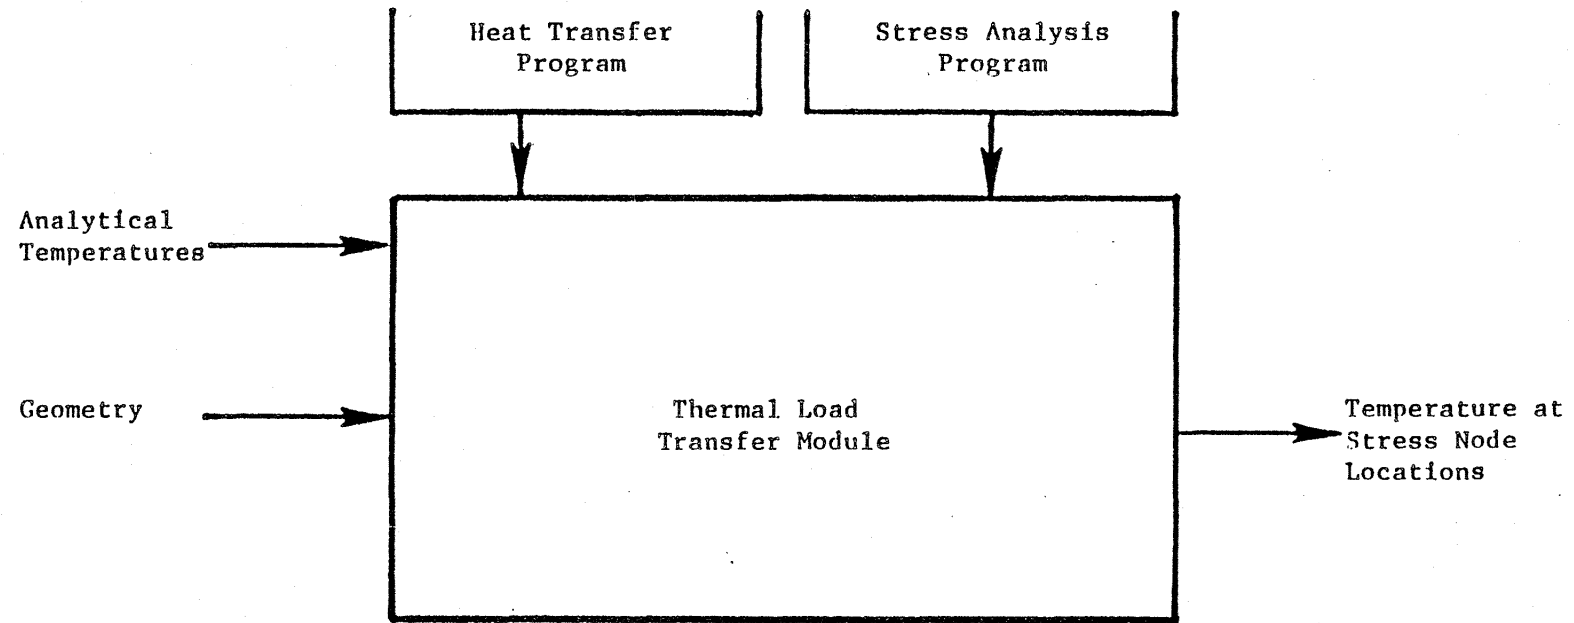 Heat Transfer
Program
Stress Analysis
Program
Analytical
Temperatures
Geometry
Thermal Load
Transfer Module
Temperature at
Stress Node
Locations